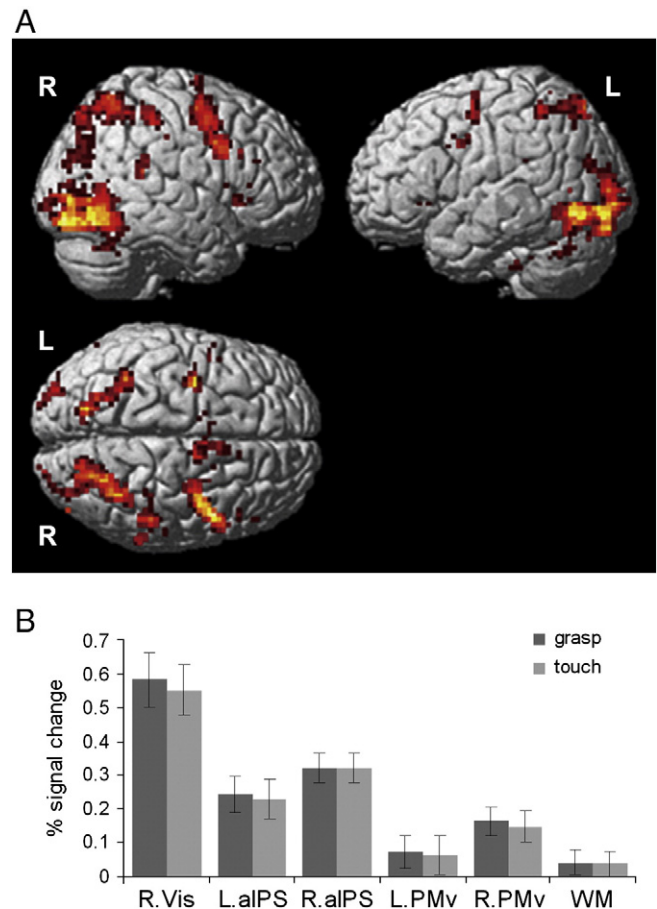 A
R
L
L
R
B
0.7
0.6
0.5
0.4
0.3
0.2
0.1
0
% signal change
grasp
touch
R.Vis L.aIPS R.aIPS L.PMv R.PMv WM